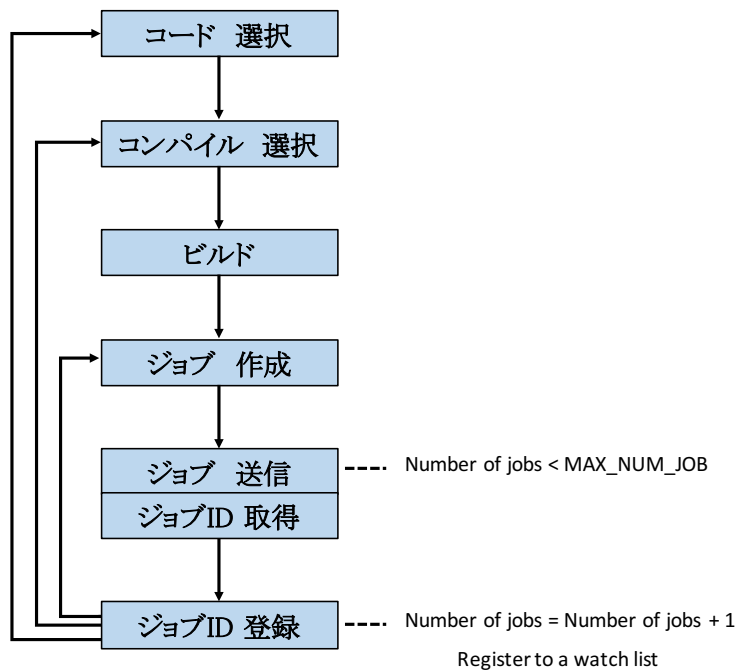 コード 選択
コンパイル 選択
ビルド
ジョブ 作成
ジョブ 送信
Number of jobs < MAX_NUM_JOB
ジョブID 取得
ジョブID 登録
Number of jobs = Number of jobs + 1
Register to a watch list